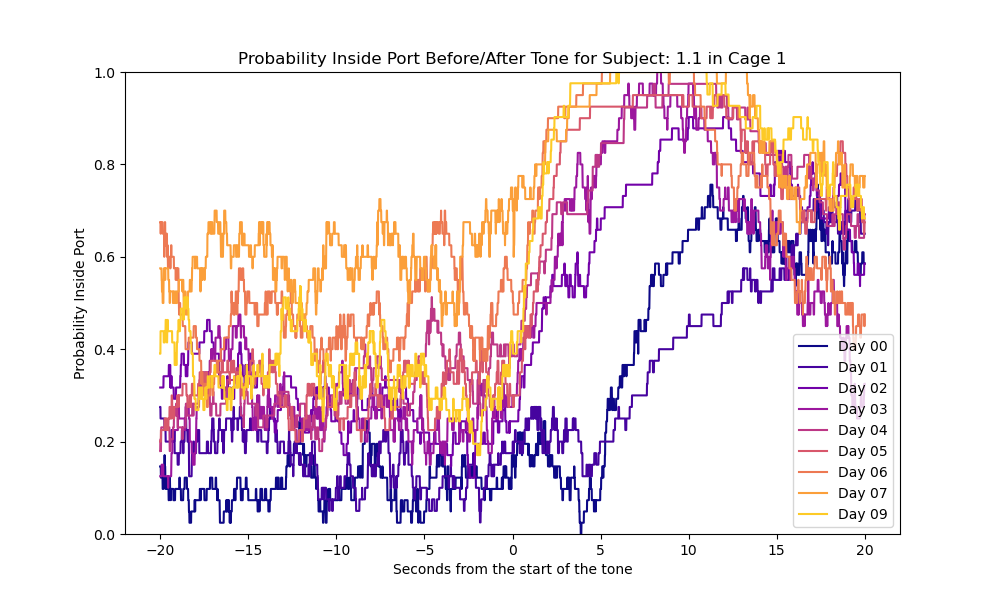 Probability Inside Port Before/After Tone for Subject: 1.1 in Cage 1
1.0
0.8
0.6
0.4
0.2
0.0
Probability Inside Port
−20
−15
−10
−5
0
5
10
15
20
Seconds from the start of the tone
Day 00
Day 01
Day 02
Day 03
Day 04
Day 05
Day 06
Day 07
Day 09